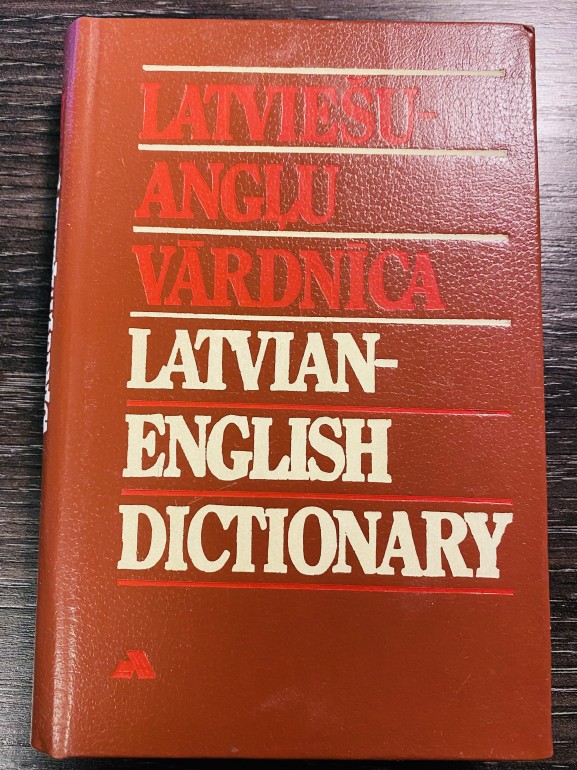 LATVIEŠU-
ANGĻU
VĀRDNĪCA
LATVIAN-
ENGLISH
DICTIONARY